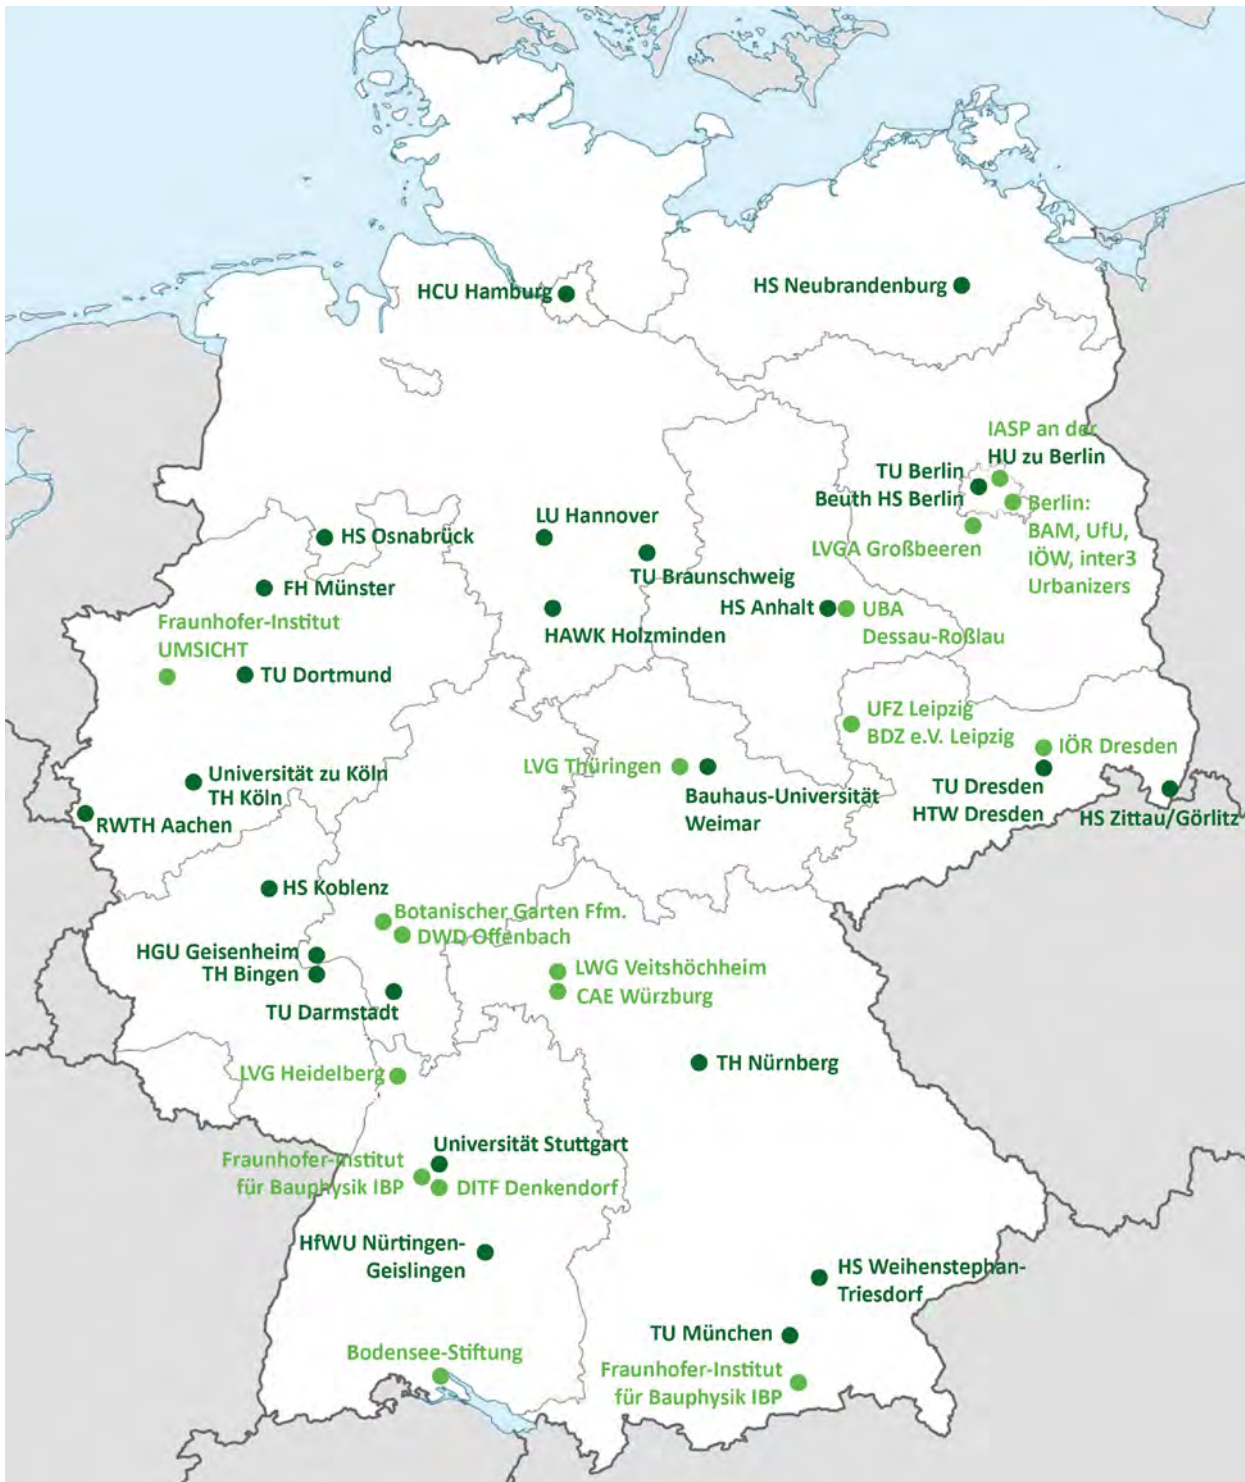 HCU Hamburg
HS Neubrandenburg
IASP an der
HU zu Berlin
TU Berlin
Beuth HS Berlin
Berlin:
BAM, UfU,
IÖW, inter3
Urbanizers
LVGA Großbeeren
LU Hannover
HS Osnabrück
TU Braunschweig
FH Münster
HS Anhalt
UBA
Dessau-Roßlau
HAWK Holzminden
Fraunhofer-Institut
UMSICHT
TU Dortmund
UFZ Leipzig
BDZ e.V. Leipzig
IÖR Dresden
LVG Thüringen
Universität zu Köln
TH Köln
TU Dresden
HTW Dresden
Bauhaus-Universität
Weimar
HS Zittau/Görlitz
RWTH Aachen
HS Koblenz
Botanischer Garten Ffm.
DWD Offenbach
HGU Geisenheim
TH Bingen
LWG Veitshöchheim
CAE Würzburg
TU Darmstadt
TH Nürnberg
LVG Heidelberg
Universität Stuttgart
Fraunhofer-Institut
für Bauphysik IBP
DITF Denkendorf
HfWU Nürtingen-
Geislingen
HS Weihenstephan-
Triesdorf
TU München
Bodensee-Stiftung
Fraunhofer-Institut
für Bauphysik IBP